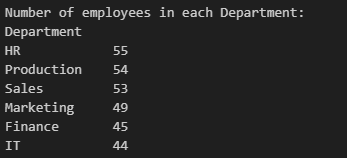 Number of employees in each Department:
Department
HR            55
Production    54
Sales         53
Marketing     49
Finance       45
IT            44